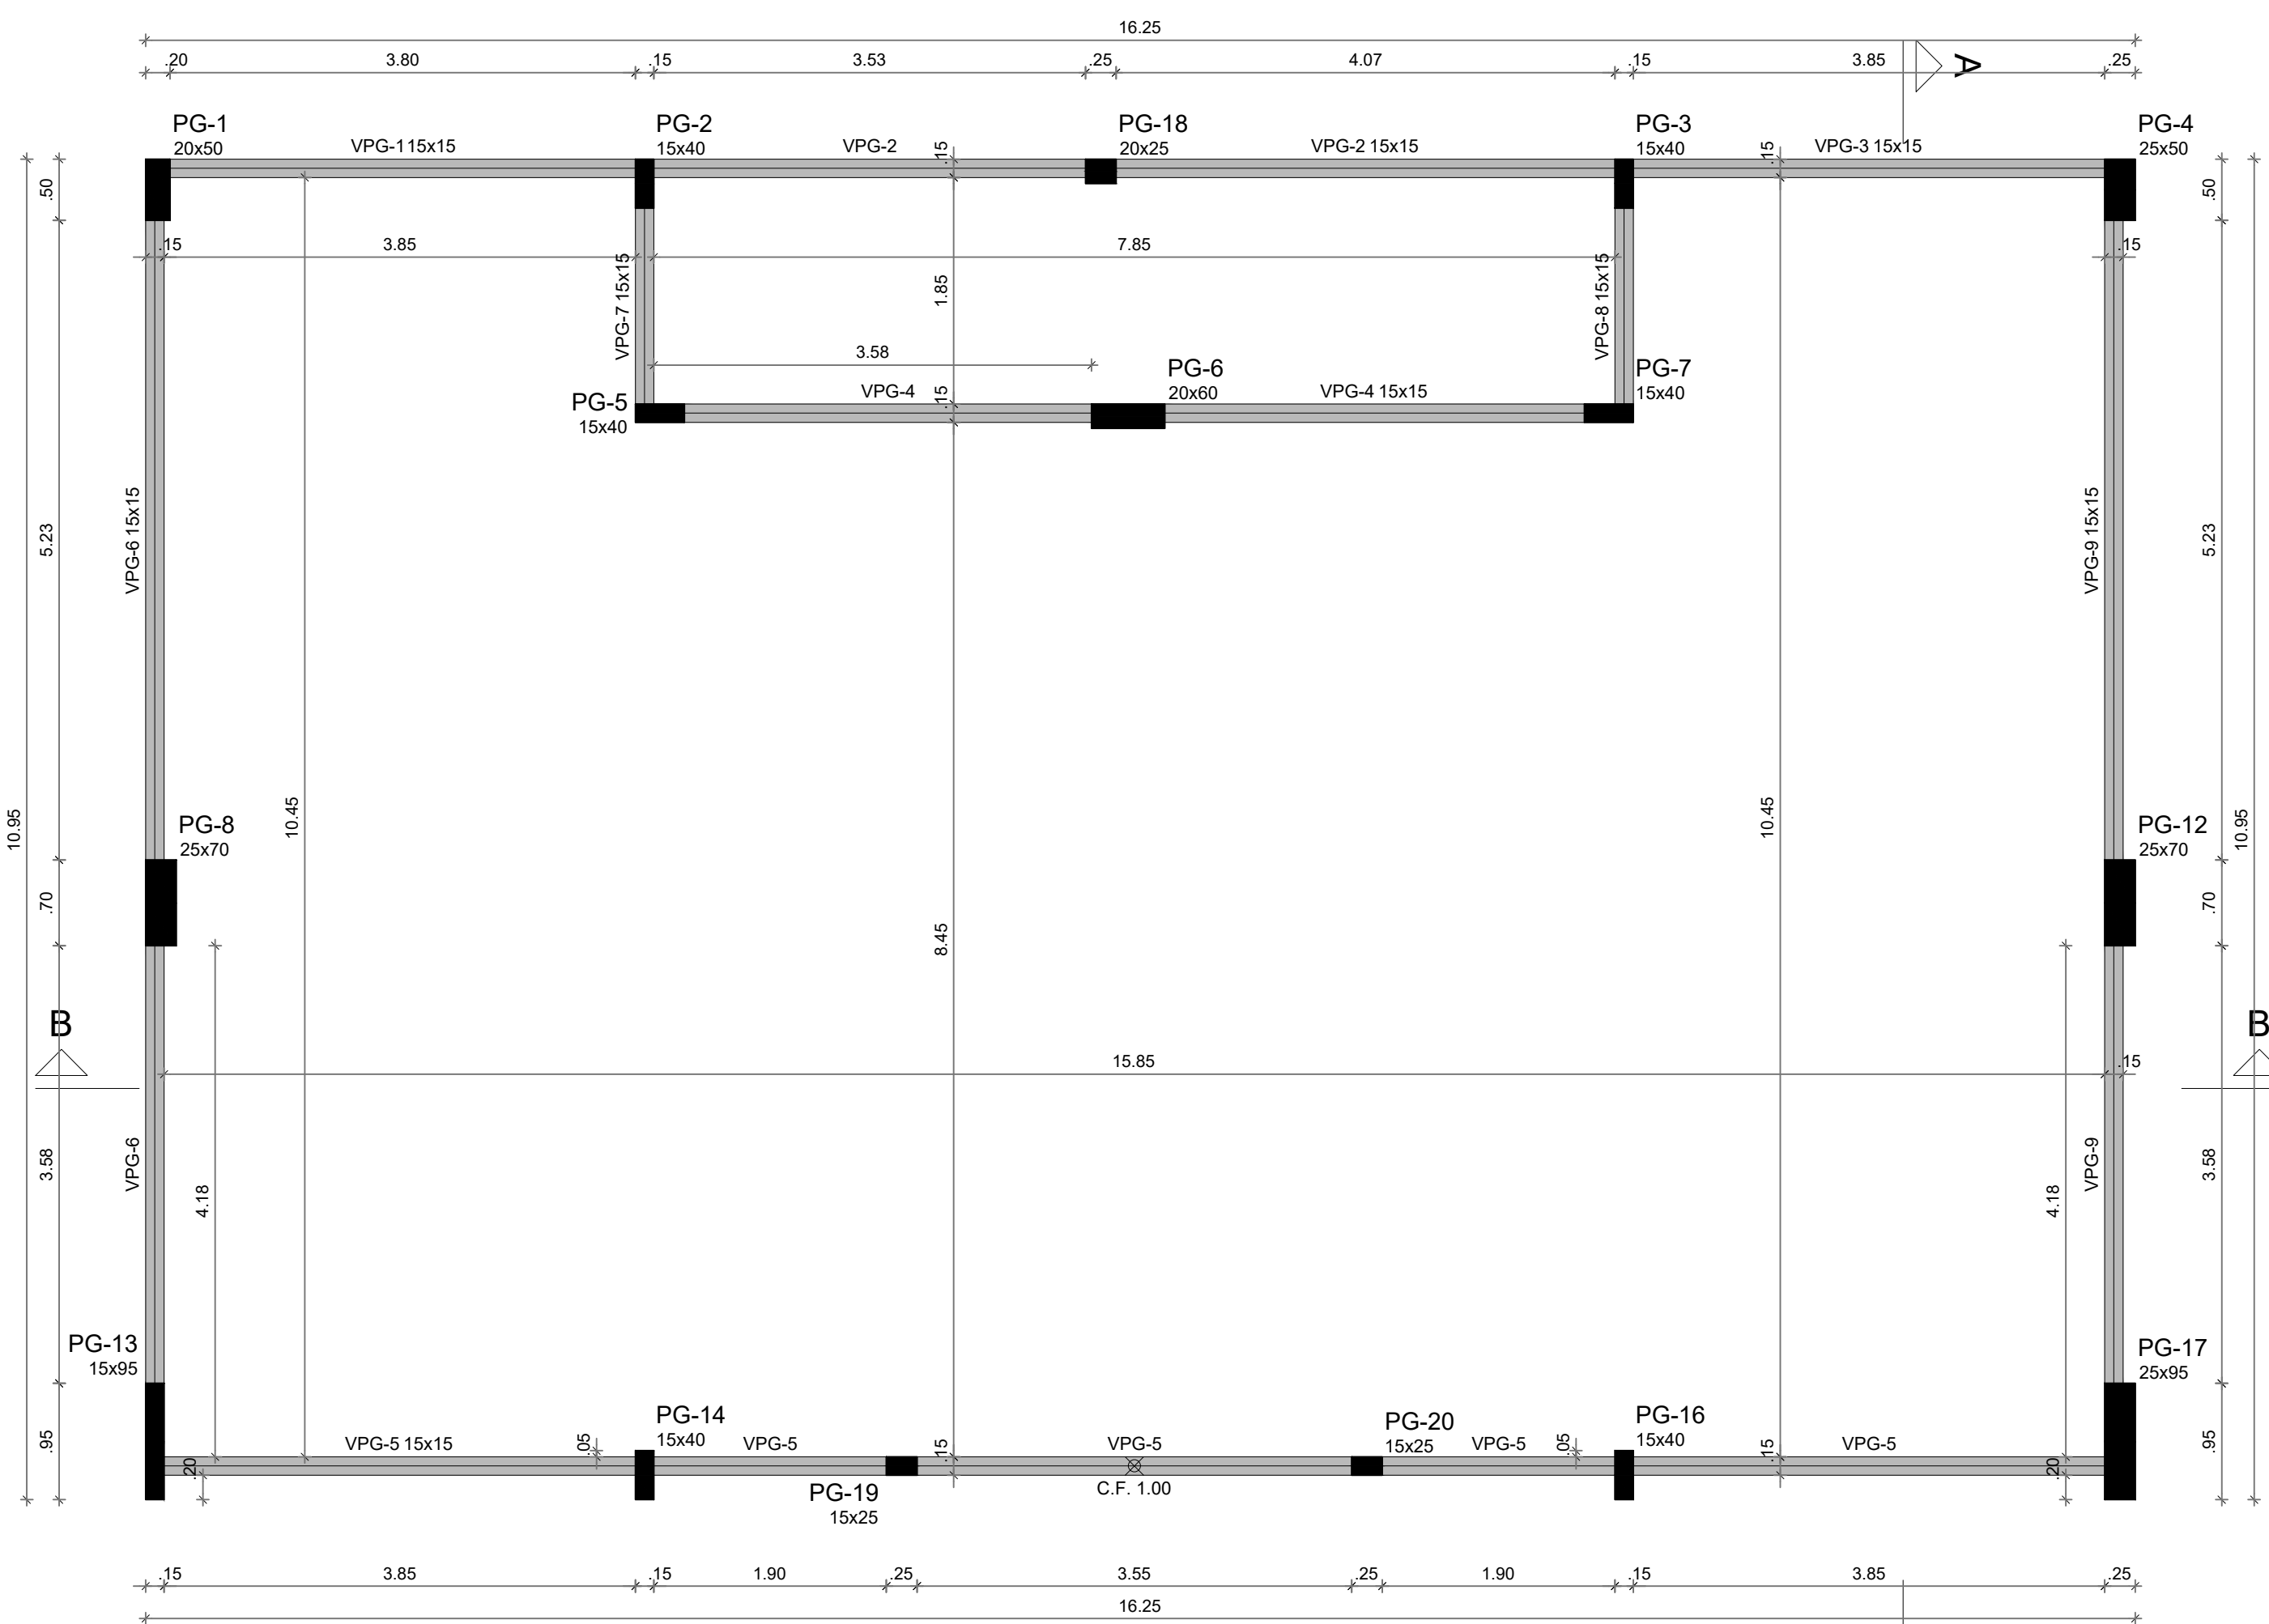 16.25
.20 3.80 .15 3.53 .25 4.07 .15 3.85 .25
A
PG-1 PG-2 PG-18 PG-3 PG-4
20x50 VPG-115x15 15x40 VPG-2 .15 20x25 VPG-2 15x15 15x40 .15 VPG-3 15x15 25x50
.50 .50
.15 3.85 7.85 .15
VPG-7 15x15 1.85 VPG-8 15x15
3.58
PG-6 PG-7
20x60 15x40
VPG-4 .15 VPG-4 15x15
PG-5
15x40
5.23 VPG-6 15x15 VPG-9 15x15 5.23
10.95 10.45 10.45 10.95
PG-8 PG-12
25x70 25x70
.70 8.45 .70
B B
15.85 .15
3.58 VPG-6 4.18 VPG-9 4.18 3.58
PG-13 PG-17
15x95 25x95
PG-14 PG-20 PG-16
15x40 15x25 15x40
.95 .20 VPG-5 15x15 .05 VPG-5 .15 VPG-5 VPG-5 .05 .15 VPG-5 .20 .95
PG-19 C.F. 1.00
15x25
.15 3.85 .15 1.90 .25 3.55 .25 1.90 .15 3.85 .25
16.25